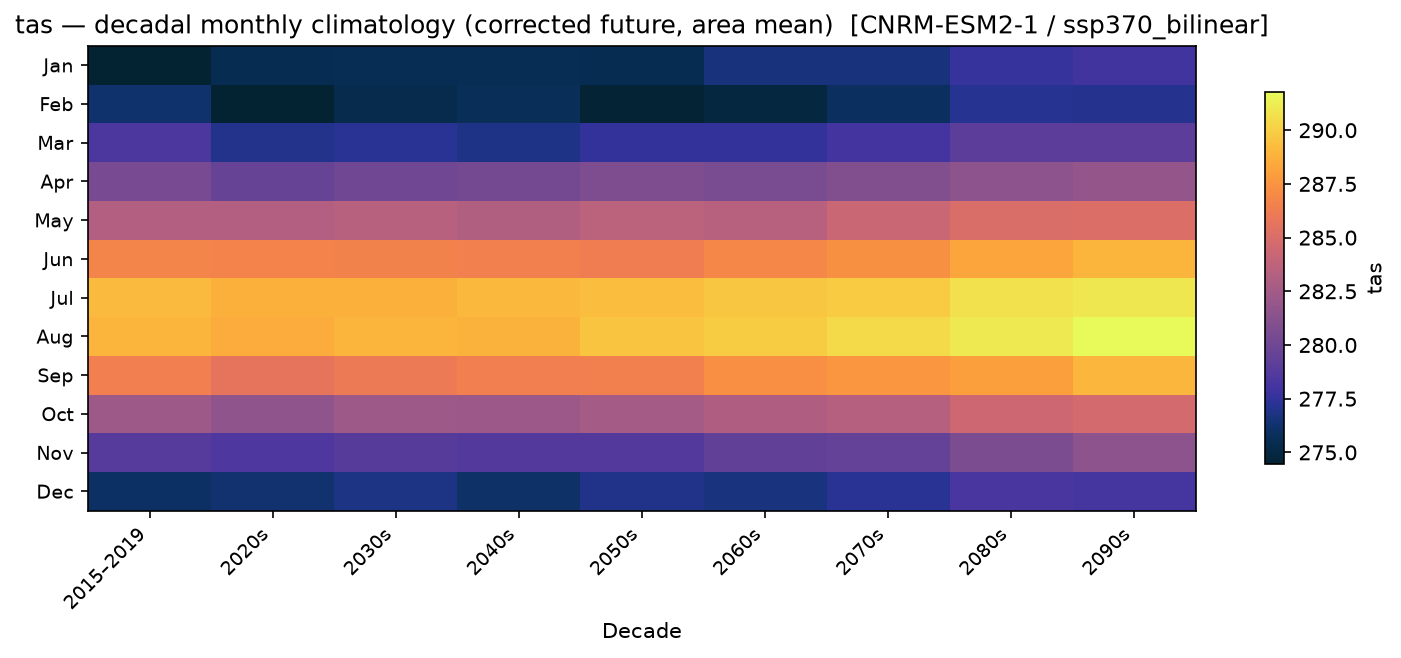 tas — decadal monthly climatology (corrected future, area mean)  [CNRM-ESM2-1 / ssp370_bilinear]
Jan
Feb
Mar
Apr
May
Jun
Jul
Aug
Sep
Oct
Nov
Dec
2015–2019
2020s
2030s
2040s
2050s
2060s
2070s
2080s
2090s
Decade
290.0
287.5
285.0
282.5
280.0
277.5
275.0
tas